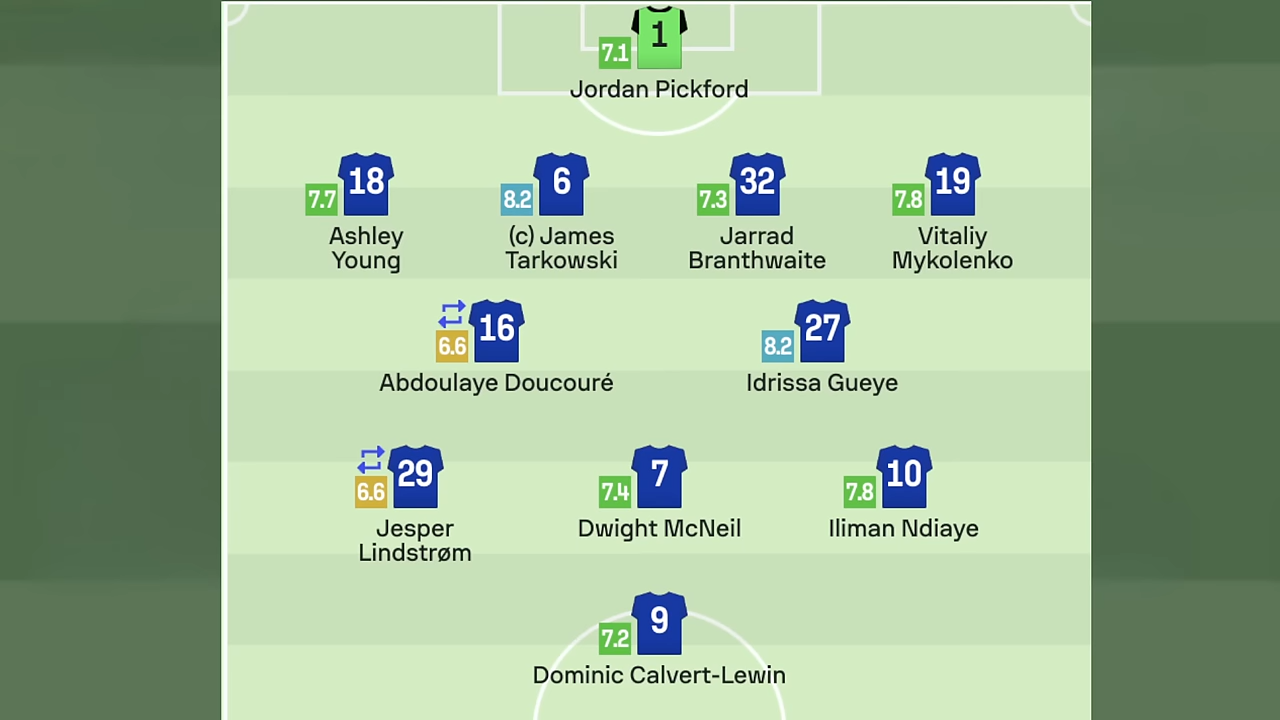 1
7.1
Jordan Pickford
18
7.7
Ashley
Young
6
8.2
(c) James
Tarkowski
32
7.3
Jarrad
Branthwaite
19
7.8
Vitaliy
Mykolenko
16
6.6
Abdoulaye Doucouré
27
8.2
Idrissa Gueye
29
6.6
Jesper
Lindstrøm
7
7.4
Dwight McNeil
10
7.8
Iliman Ndiaye
9
7.2
Dominic Calvert-Lewin